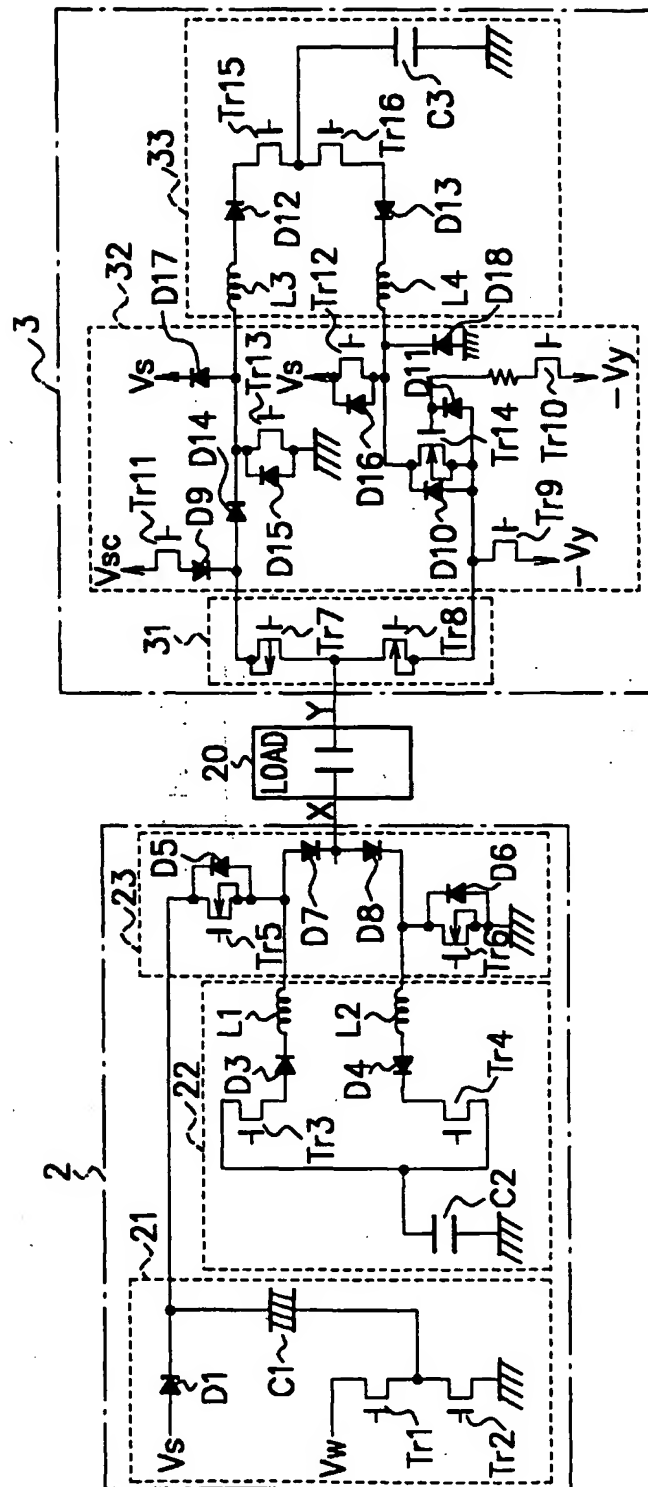 2
21
Vs
D1
C1
Vw
Tr1
Tr2
22
L1
D3
Tr3
L2
D4
Tr4
C2
23
D5
Tr5
D7
D8
D6
Tr6
20
LOAD
X
Y
3
31
Tr7
Tr8
32
Vsc
Tr11
D9
D14
Vs
D17
Tr13
D15
Vs
Tr12
D16
D18
D11
D10
Tr14
Tr10
-Vy
Tr9
-Vy
33
L3
D12
Tr15
L4
D13
Tr16
C3